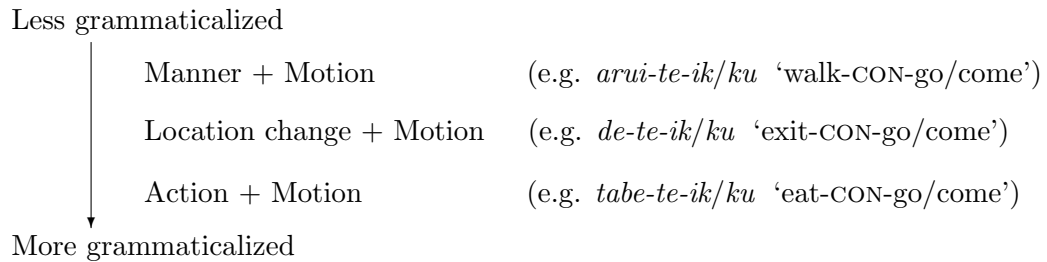 Less grammaticalized
Manner + Motion (e.g. arui-te-ik/ku ‘walk-CON-go/come’)
Location change + Motion (e.g. de-te-ik/ku ‘exit-CON-go/come’)
Action + Motion (e.g. tabe-te-ik/ku ‘eat-CON-go/come’)
More grammaticalized